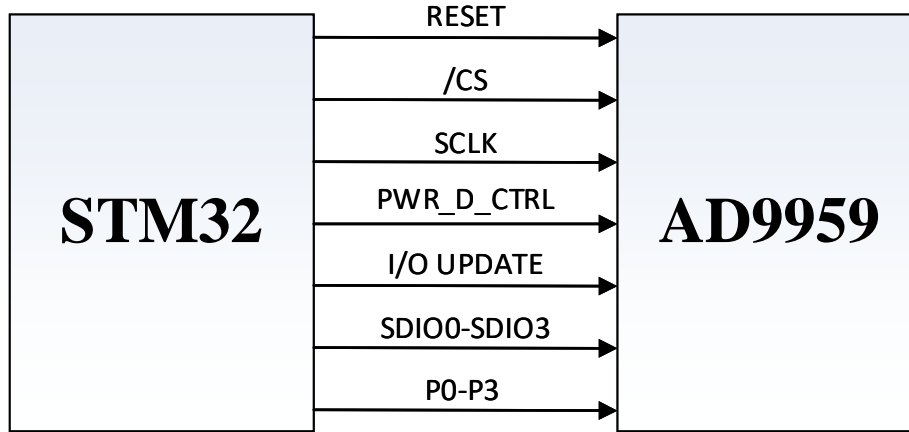 RESET
/CS
SCLK
PWR_D_CTRL
STM32
AD9959
I/O UPDATE
SDIO0-SDIO3
P0-P3